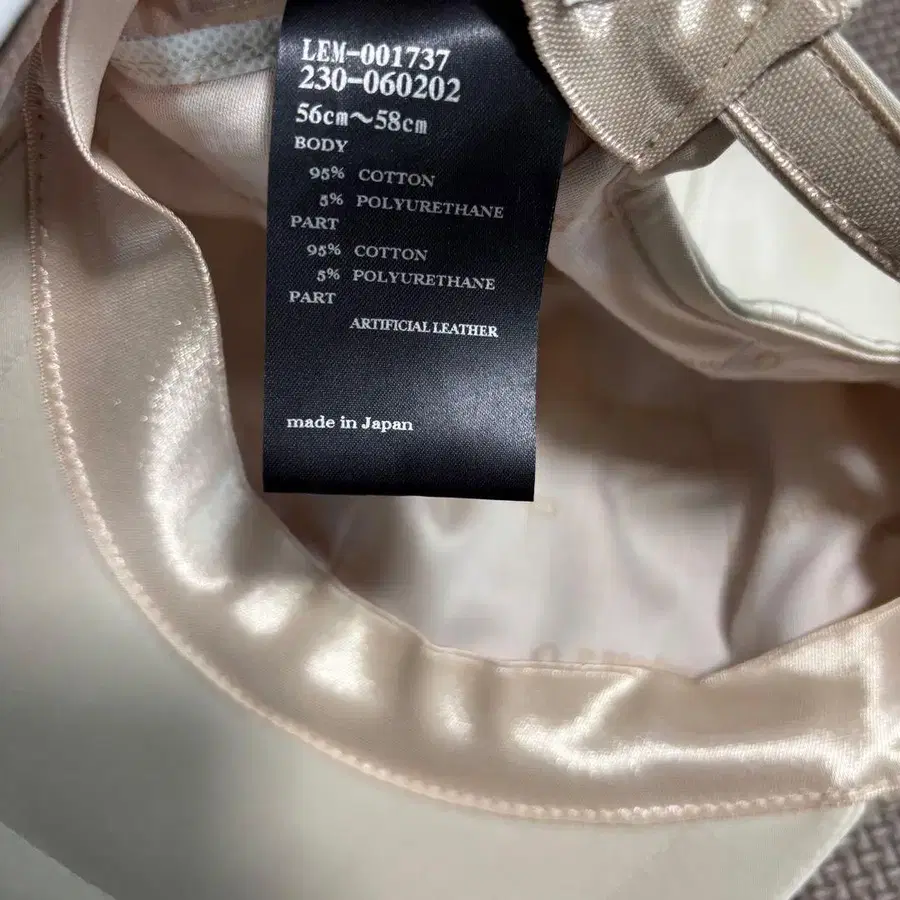 LEM-001737
230-060202
56cm～58cm
BODY
95% COTTON
5% POLYURETHANE
PART
95% COTTON
5% POLYURETHANE
PART
ARTIFICIAL LEATHER
made in Japan